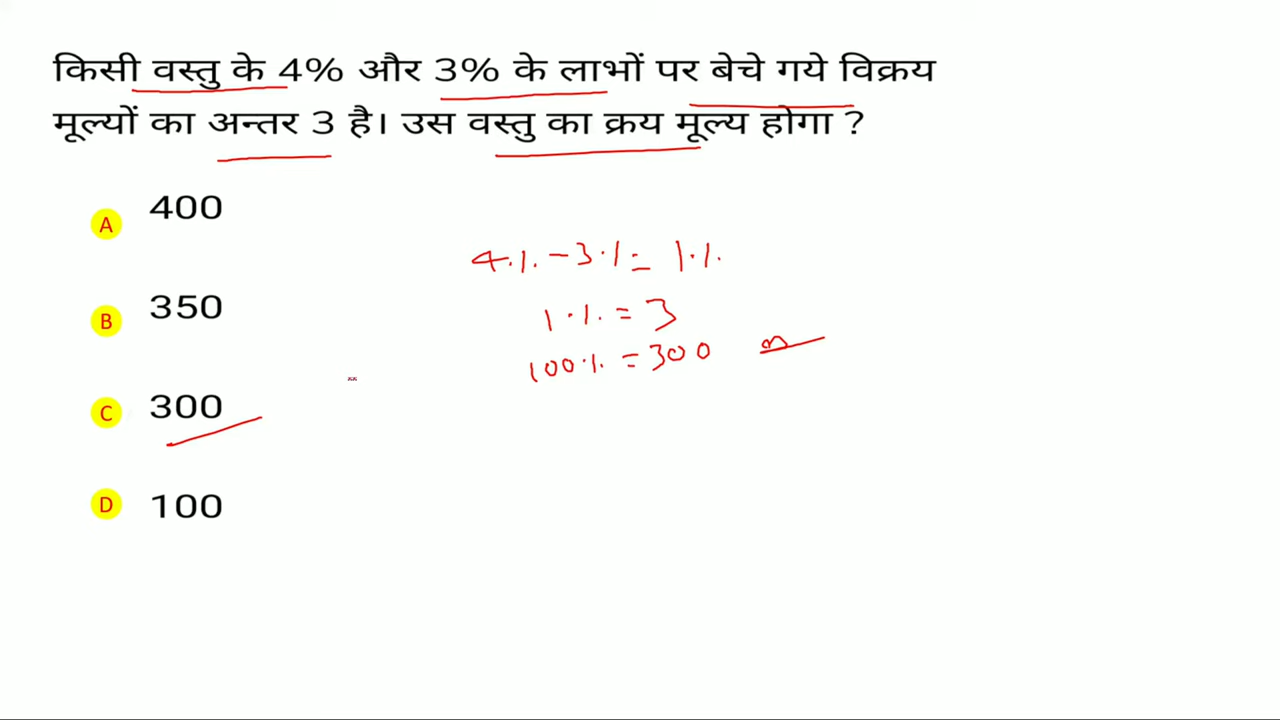 किसी वस्तु के 4% और 3% के लाभों पर बेचे गये विक्रय
मूल्यों का अन्तर 3 है। उस वस्तु का क्रय मूल्य होगा ?
A 400
B 350
C 300
D 100
4% - 3% = 1%
1% = 3
100% = 300